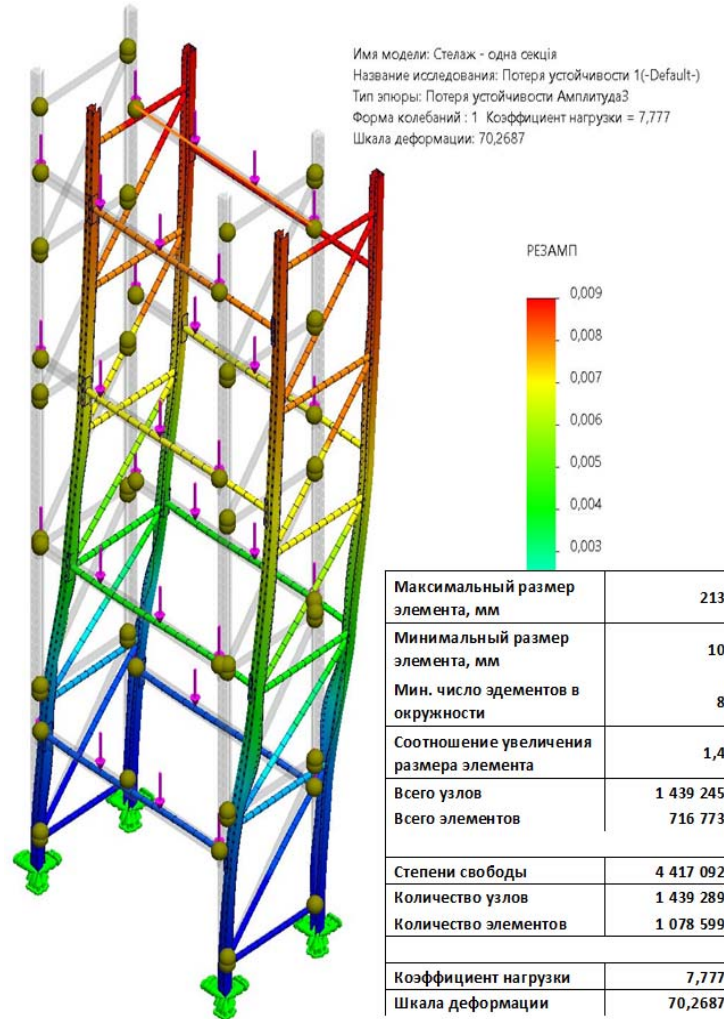 Имя модели: Стелаж - одна секція
Название исследования: Потеря устойчивости 1(-Default-)
Тип эпюры: Потеря устойчивости Амплитуда3
Форма колебаний : 1 Коэффициент нагрузки = 7,777
Шкала деформации: 70,2687
РЕЗАМП
0,009
0,008
0,007
0,006
0,005
0,004
0,003
Максимальный размер
элемента, мм 213
Минимальный размер
элемента, мм 10
Мин. число эдементов в
окружности 8
Соотношение увеличения
размера элемента 1,4
Всего узлов 1 439 245
Всего элементов 716 773
Степени свободы 4 417 092
Количество узлов 1 439 289
Количество элементов 1 078 599
Коэффициент нагрузки 7,777
Шкала деформации 70,2687